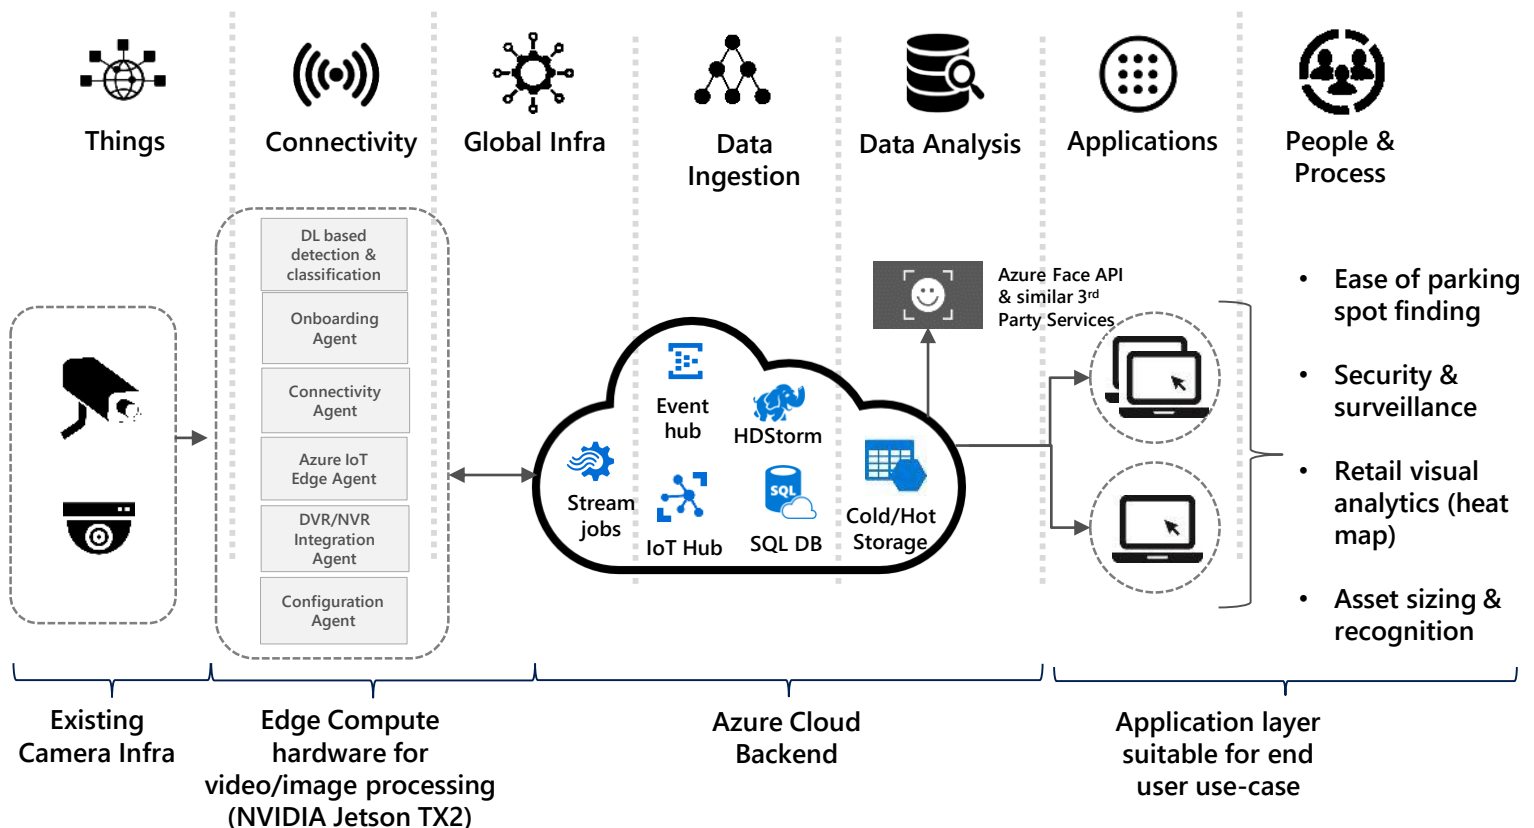 Things
Connectivity
Global Infra
Data
Ingestion
Data Analysis
Applications
People &
Process
DL based
detection &
classification
Onboarding
Agent
Connectivity
Agent
Azure IoT
Edge Agent
DVR/NVR
Integration
Agent
Configuration
Agent
Stream
jobs
Event
hub
IoT Hub
HDStorm
SQL
SQL DB
Cold/Hot
Storage
Azure Face API
& similar 3rd
Party Services
• Ease of parking
spot finding
• Security &
surveillance
• Retail visual
analytics (heat
map)
• Asset sizing &
recognition
Existing
Camera Infra
Edge Compute
hardware for
video/image processing
(NVIDIA Jetson TX2)
Azure Cloud
Backend
Application layer
suitable for end
user use-case